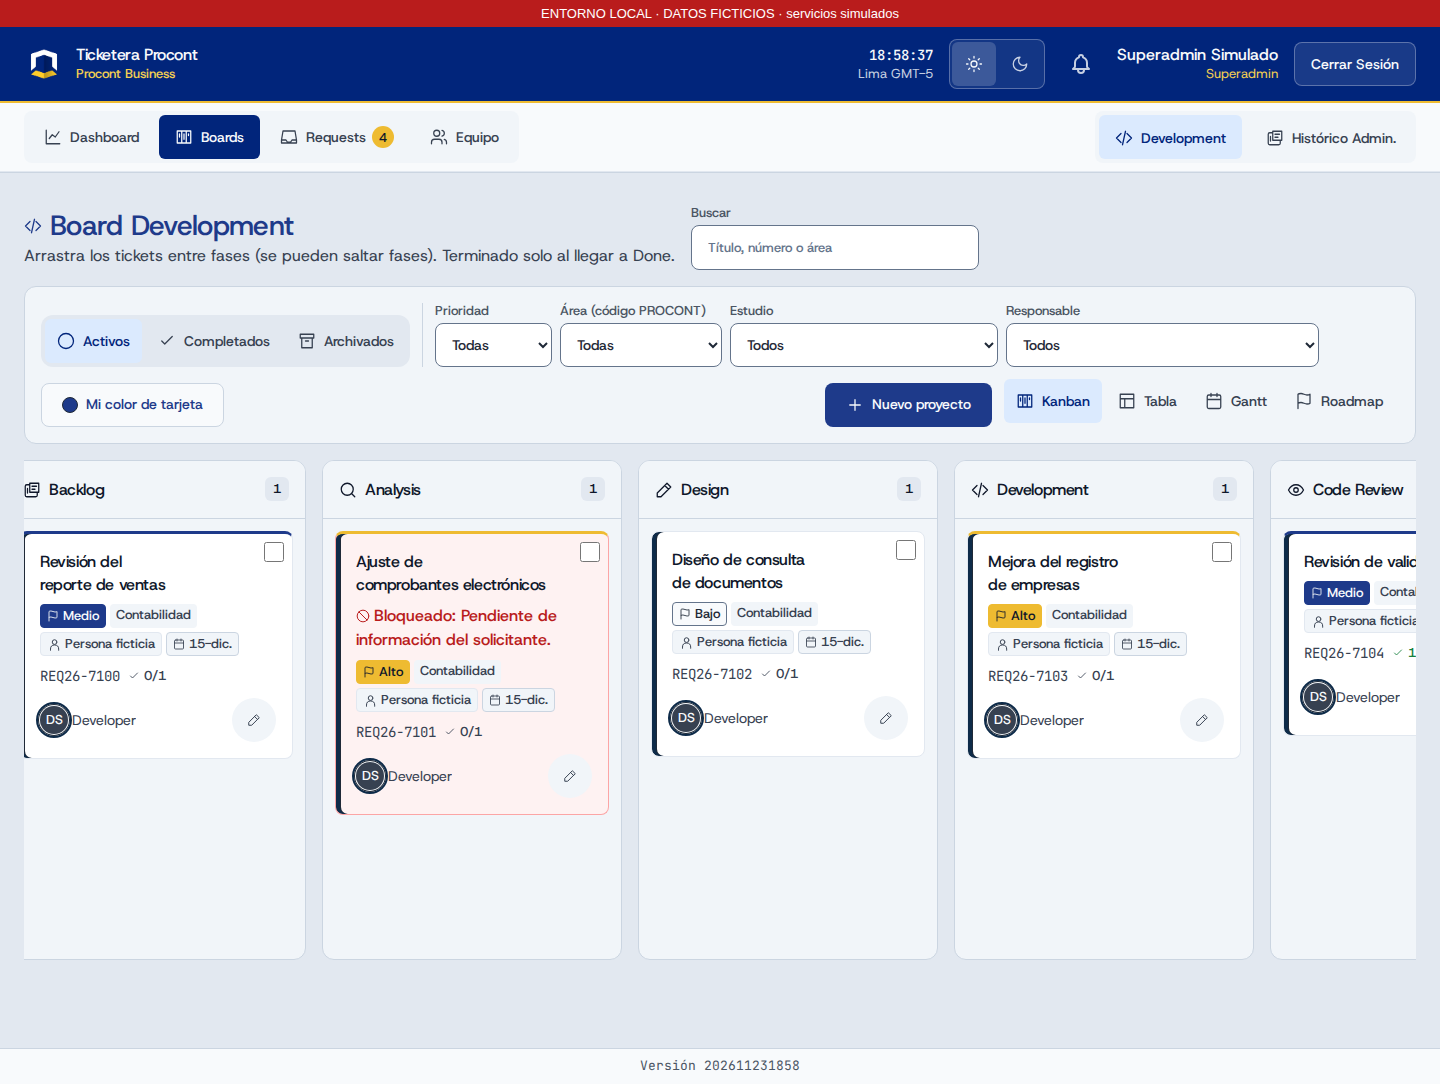 ENTORNO LOCAL · DATOS FICTICIOS · servicios simulados
Ticketera Procont
Procont Business
18:58:37
Lima GMT-5
Superadmin Simulado
Superadmin
Cerrar Sesión
Dashboard
Boards
Requests 4
Equipo
Development
Histórico Admin.
Board Development
Arrastra los tickets entre fases (se pueden saltar fases). Terminado solo al llegar a Done.
Buscar
Título, número o área
Activos
Completados
Archivados
Prioridad
Todas
Área (código PROCONT)
Todas
Estudio
Todos
Responsable
Todos
Mi color de tarjeta
Nuevo proyecto
Kanban
Tabla
Gantt
Roadmap
Backlog 1
Revisión del
reporte de ventas
Medio Contabilidad
Persona ficticia 15-dic.
REQ26-7100 0/1
DS Developer
Analysis 1
Ajuste de
comprobantes electrónicos
Bloqueado: Pendiente de
información del solicitante.
Alto Contabilidad
Persona ficticia 15-dic.
REQ26-7101 0/1
DS Developer
Design 1
Diseño de consulta
de documentos
Bajo Contabilidad
Persona ficticia 15-dic.
REQ26-7102 0/1
DS Developer
Development 1
Mejora del registro
de empresas
Alto Contabilidad
Persona ficticia 15-dic.
REQ26-7103 0/1
DS Developer
Code Review
Revisión de valid
Medio Conta
Persona ficticia
REQ26-7104 1
DS Developer
Versión 202611231858